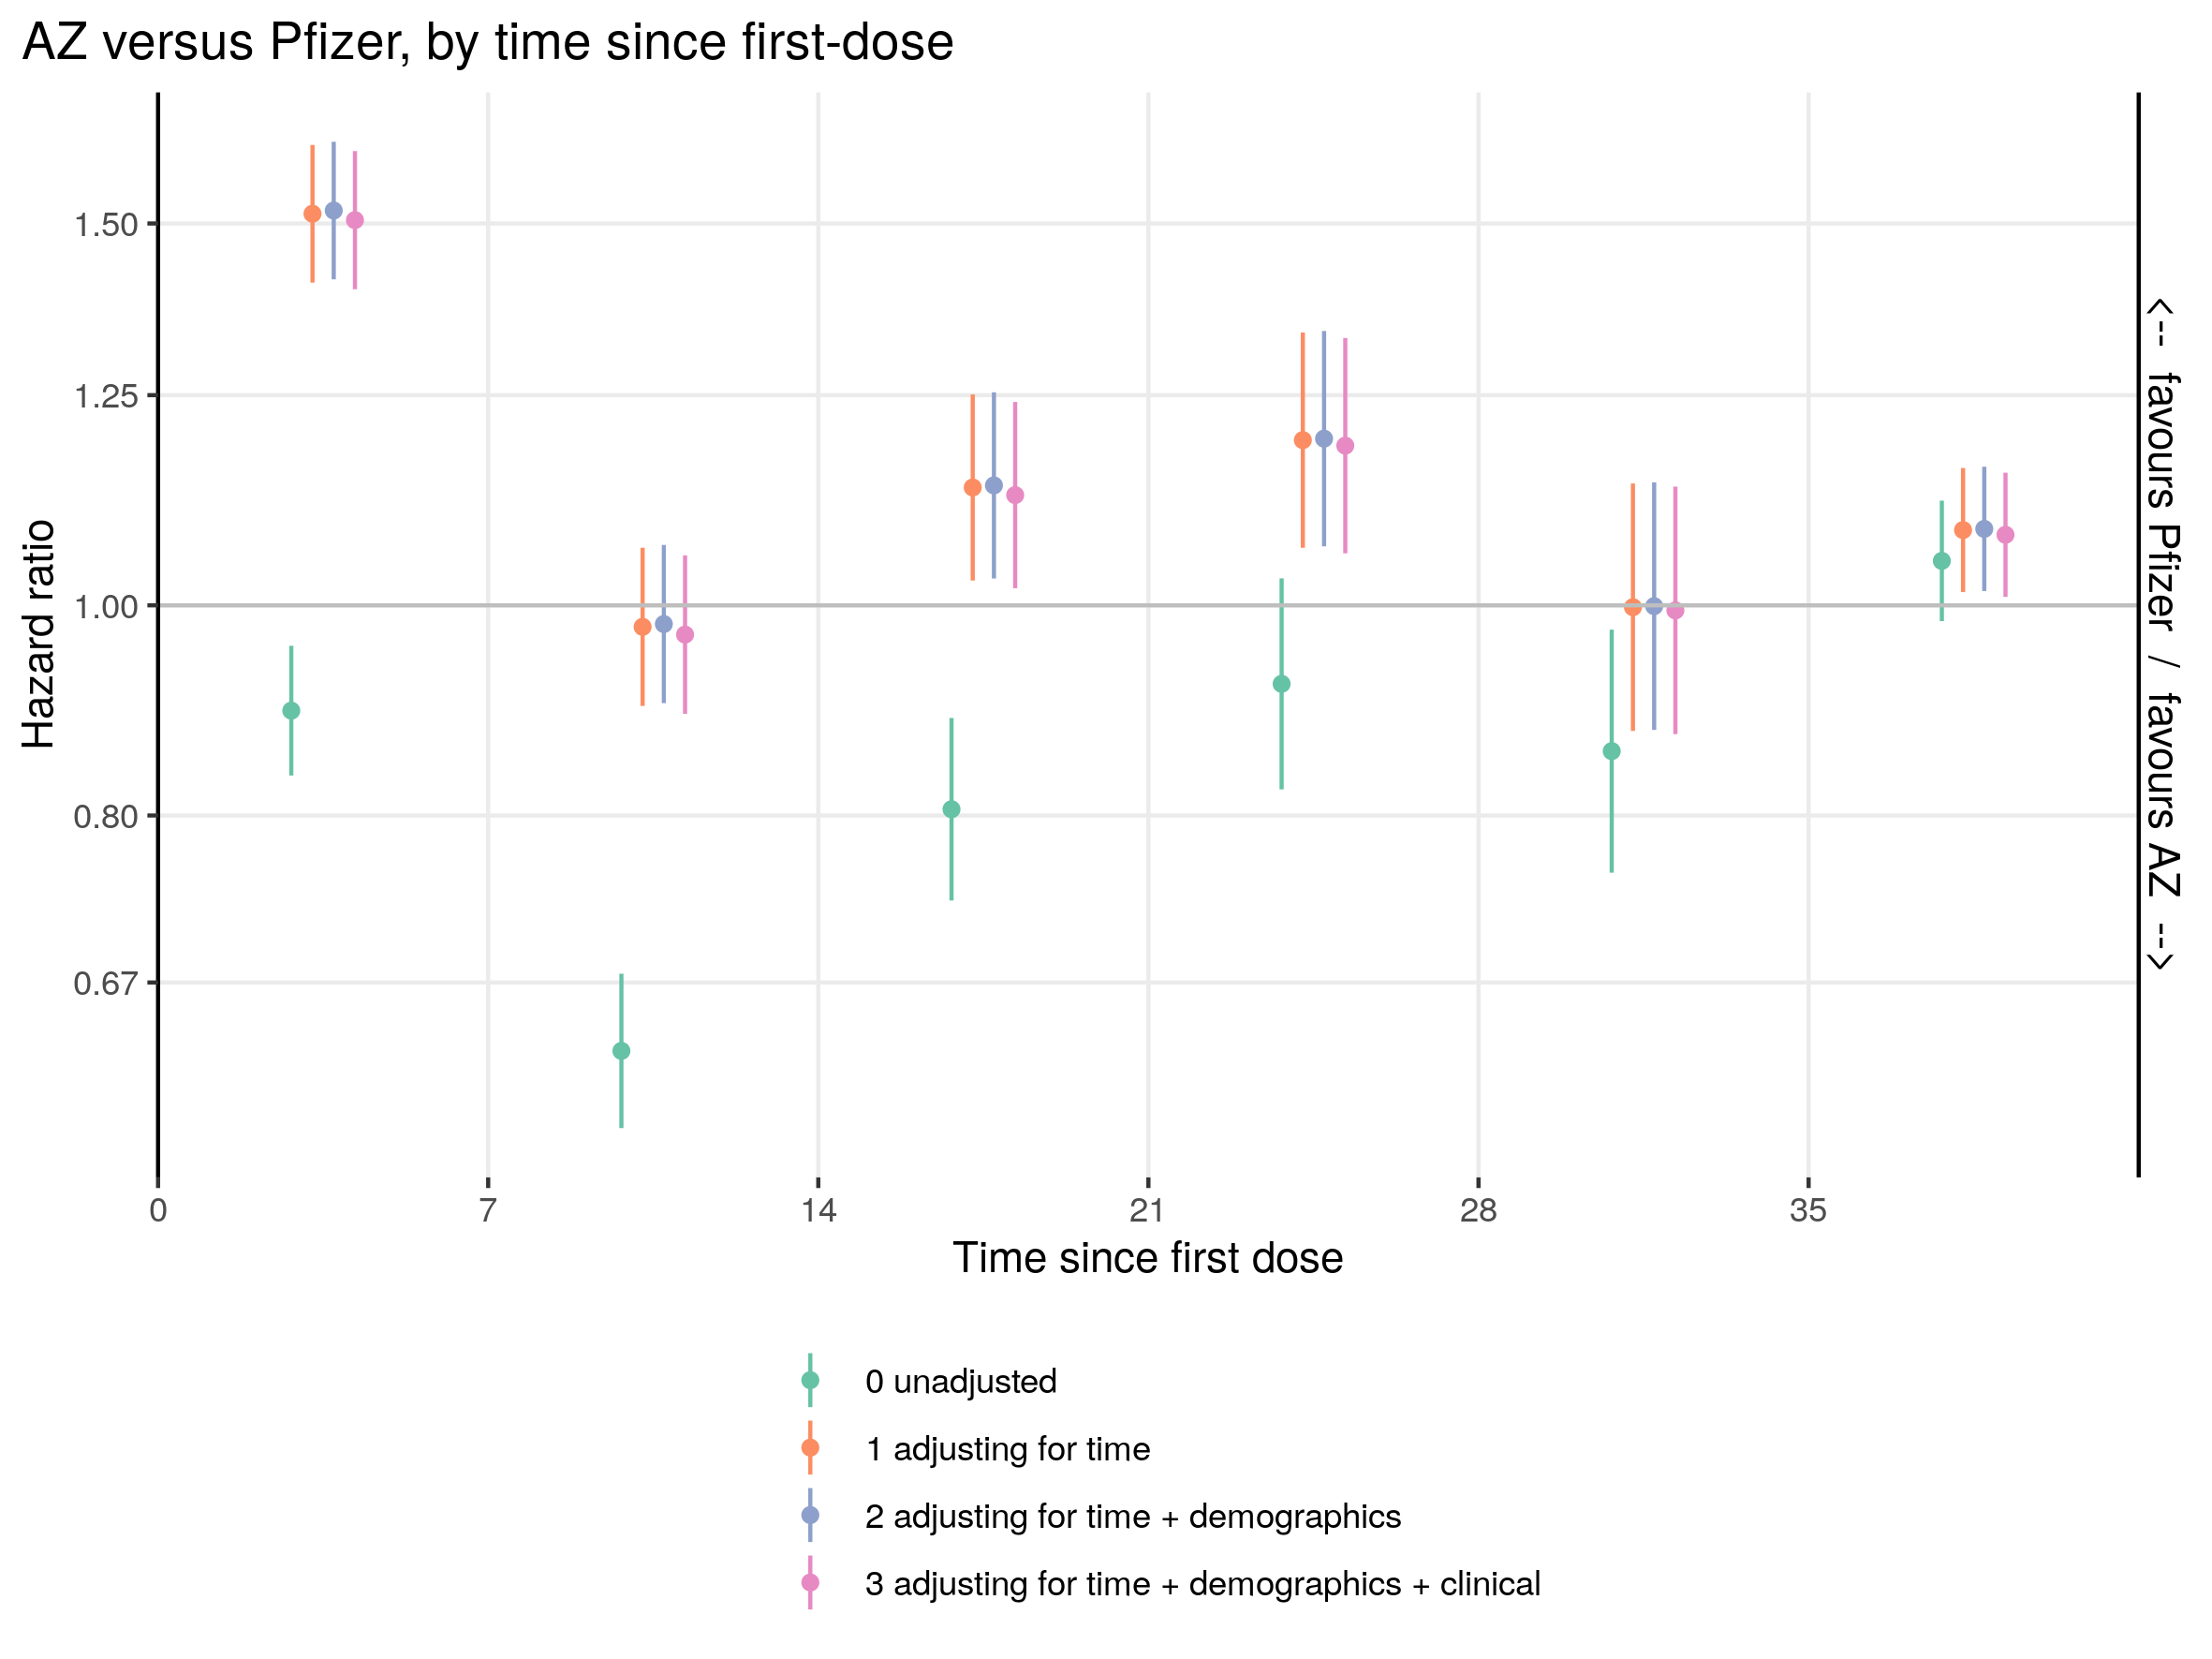 AZ versus Pfizer, by time since first-dose
Hazard ratio
1.50
1.25
1.00
0.80
0.67
<-- favours Pfizer / favours AZ -->
0 7 14 21 28 35
Time since first dose
0 unadjusted
1 adjusting for time
2 adjusting for time + demographics
3 adjusting for time + demographics + clinical